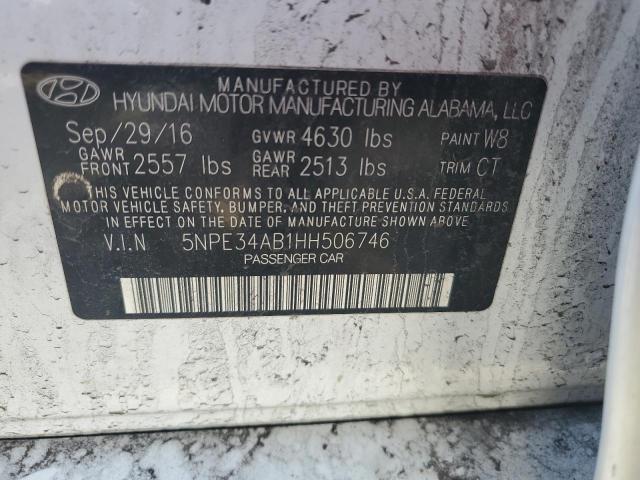 MANUFACTURED BY
HYUNDAI MOTOR MANUFACTURING ALABAMA, LLC
Sep/29/16 GVWR 4630 lbs PAINT W8
GAWR FRONT 2557 lbs GAWR REAR 2513 lbs TRIM CT
THIS VEHICLE CONFORMS TO ALL APPLICABLE U.S.A. FEDERAL
MOTOR VEHICLE SAFETY, BUMPER, AND THEFT PREVENTION STANDARDS
IN EFFECT ON THE DATE OF MANUFACTURE SHOWN ABOVE.
V.I.N 5NPE34AB1HH506746
PASSENGER CAR